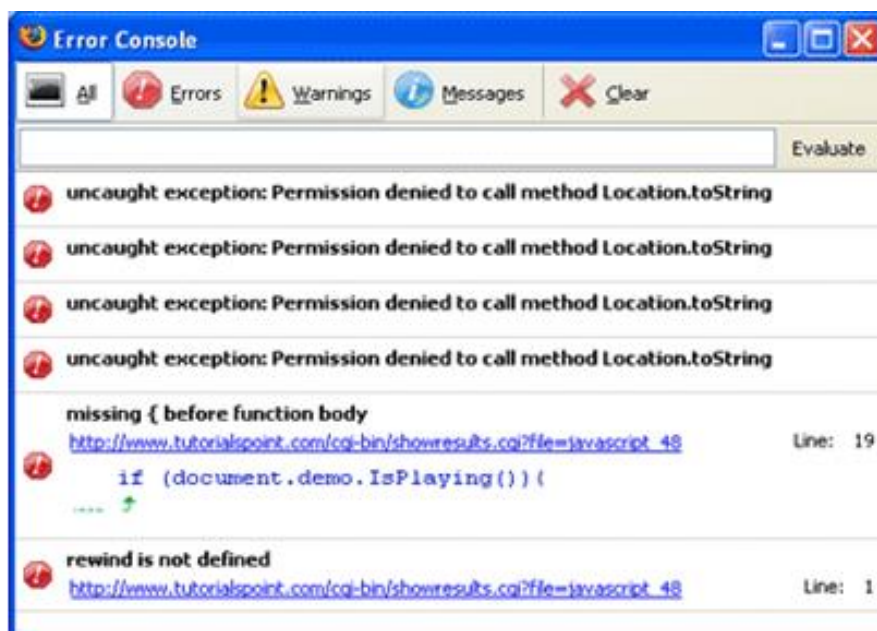 Error Console
All Errors Warnings Messages Clear
Evaluate
uncaught exception: Permission denied to call method Location.toString
uncaught exception: Permission denied to call method Location.toString
uncaught exception: Permission denied to call method Location.toString
uncaught exception: Permission denied to call method Location.toString
missing { before function body
http://www.tutorialspoint.com/cgi-bin/showresults.cgi?file=javascript_48 Line: 19
if (document.demo.IsPlaying()){
....
rewind is not defined
http://www.tutorialspoint.com/cgi-bin/showresults.cgi?file=javascript_48 Line: 1